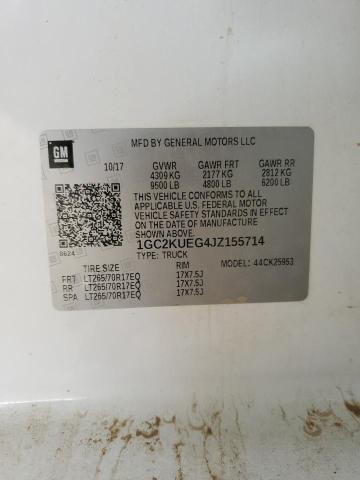 GM
MFD BY GENERAL MOTORS LLC
10/17 GVWR GAWR FRT GAWR RR
4309 KG 2177 KG 2812 KG
9500 LB 4800 LB 6200 LB
THIS VEHICLE CONFORMS TO ALL
APPLICABLE U.S. FEDERAL MOTOR
VEHICLE SAFETY STANDARDS IN EFFECT
ON THE DATE OF MANUFACTURE
SHOWN ABOVE.
1GC2KUEG4JZ155714
0624 TYPE: TRUCK
TIRE SIZE RIM MODEL: 44CK25953
FRT LT265/70R17EQ 17X7.5J
RR LT265/70R17EQ 17X7.5J
SPA LT265/70R17EQ 17X7.5J